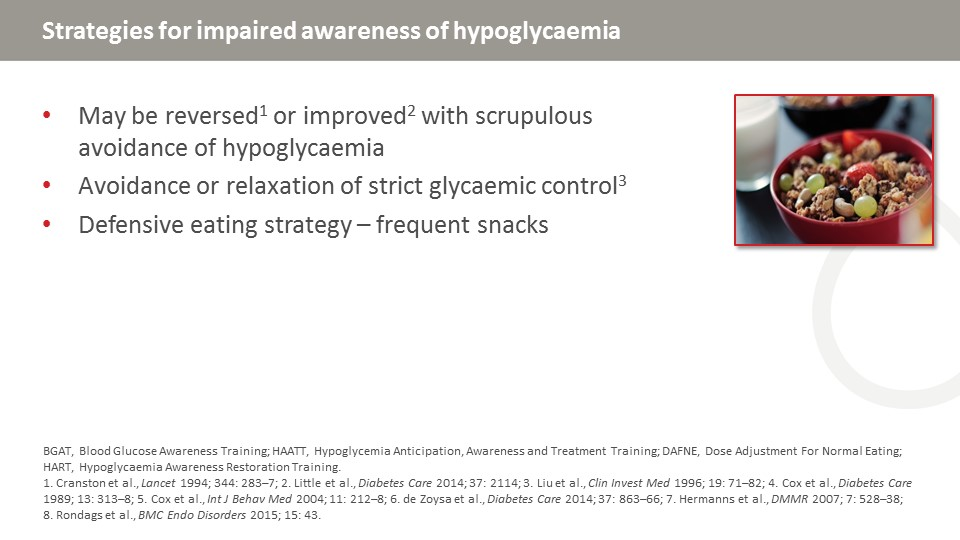 Strategies for impaired awareness of hypoglycaemia
• May be reversed1 or improved2 with scrupulous
avoidance of hypoglycaemia
• Avoidance or relaxation of strict glycaemic control3
• Defensive eating strategy – frequent snacks
BGAT, Blood Glucose Awareness Training; HAATT, Hypoglycemia Anticipation, Awareness and Treatment Training; DAFNE, Dose Adjustment For Normal Eating;
HART, Hypoglycaemia Awareness Restoration Training.
1. Cranston et al., Lancet 1994; 344: 283–7; 2. Little et al., Diabetes Care 2014; 37: 2114; 3. Liu et al., Clin Invest Med 1996; 19: 71–82; 4. Cox et al., Diabetes Care
1989; 13: 313–8; 5. Cox et al., Int J Behav Med 2004; 11: 212–8; 6. de Zoysa et al., Diabetes Care 2014; 37: 863–66; 7. Hermanns et al., DMMR 2007; 7: 528–38;
8. Rondags et al., BMC Endo Disorders 2015; 15: 43.